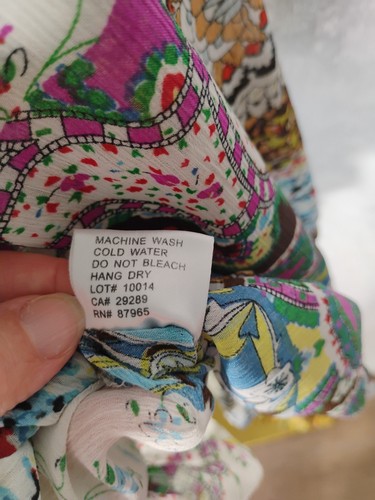 MACHINE WASH
COLD WATER
DO NOT BLEACH
HANG DRY
LOT# 10014
CA# 29289
RN# 87965